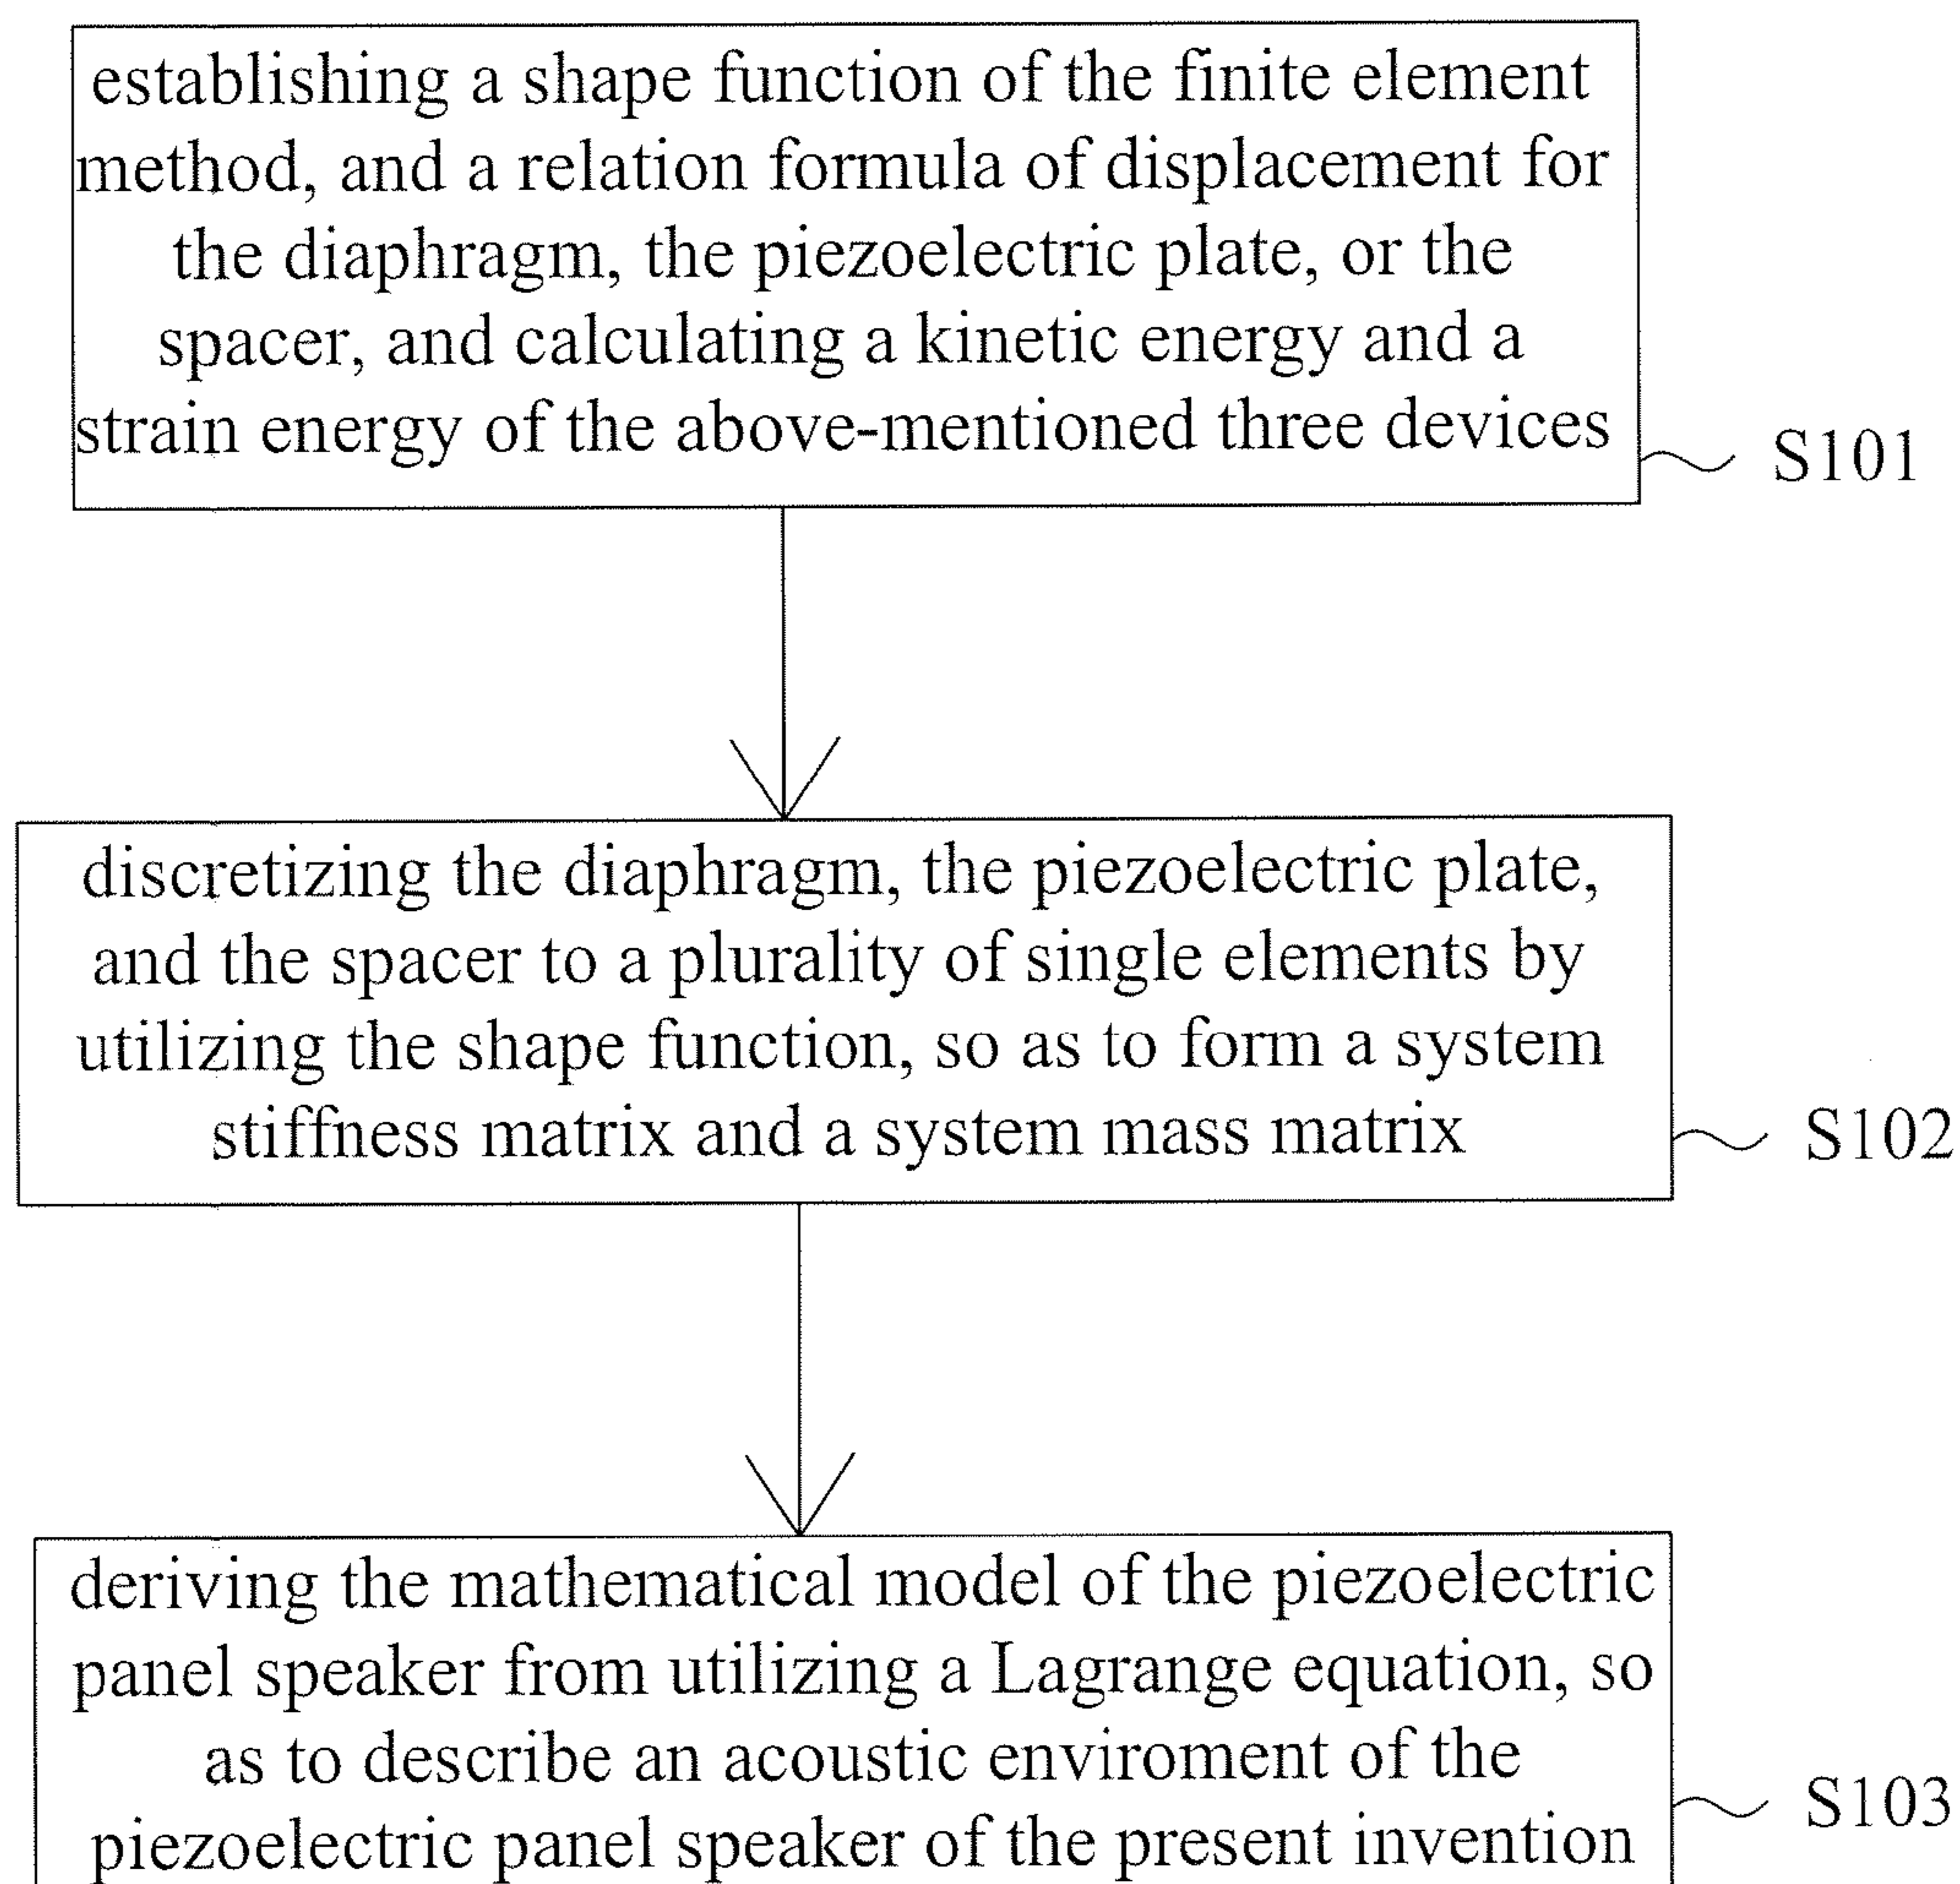 establishing a shape function of the finite element
method, and a relation formula of displacement for
the diaphragm, the piezoelectric plate, or the
spacer, and calculating a kinetic energy and a
strain energy of the above-mentioned three devices
S101
discretizing the diaphragm, the piezoelectric plate,
and the spacer to a plurality of single elements by
utilizing the shape function, so as to form a system
stiffness matrix and a system mass matrix
S102
deriving the mathematical model of the piezoelectric
panel speaker from utilizing a Lagrange equation, so
as to describe an acoustic enviroment of the
piezoelectric panel speaker of the present invention
S103